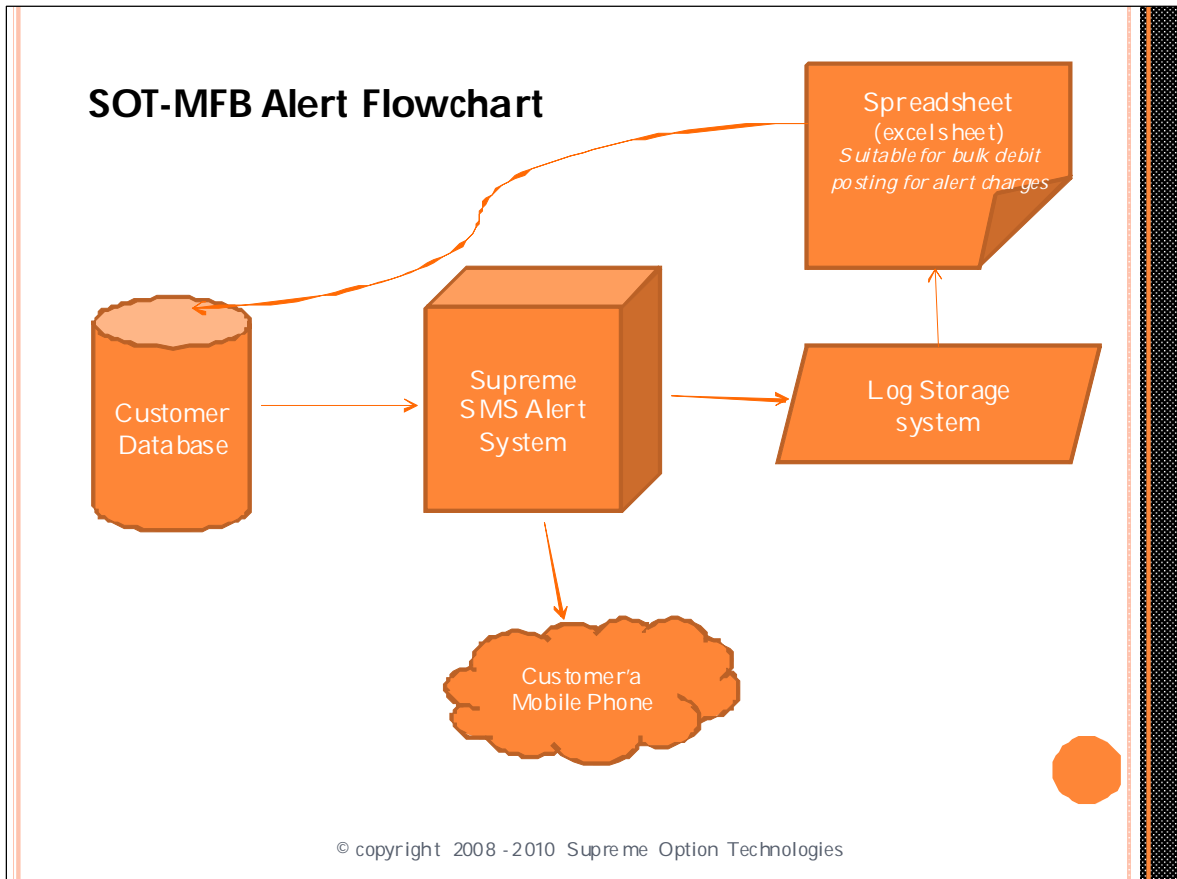 SOT-MFB Alert Flowchart
Spreadsheet
(excel sheet)
Suitable for bulk debit
posting for alert charges
Customer
Database
Supreme
SMS Alert
System
Log Storage
system
Customer'a
Mobile Phone
© copyright 2008 - 2010 Supreme Option Technologies